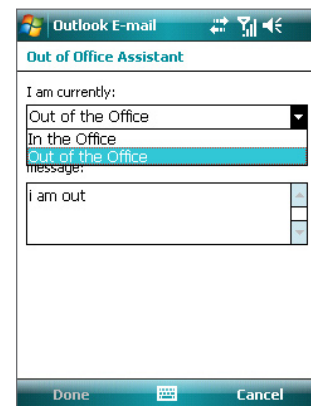 Outlook E-mail
Out of Office Assistant
I am currently:
Out of the Office
In the Office
Out of the Office
message:
i am out
Done Cancel